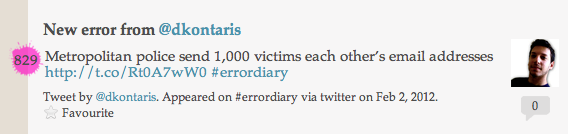 New error from @dkontaris
829
Metropolitan police send 1,000 victims each other's email addresses
http://t.co/Rt0A7wW0 #errordiary
Tweet by @dkontaris. Appeared on #errordiary via twitter on Feb 2, 2012.
Favourite
0